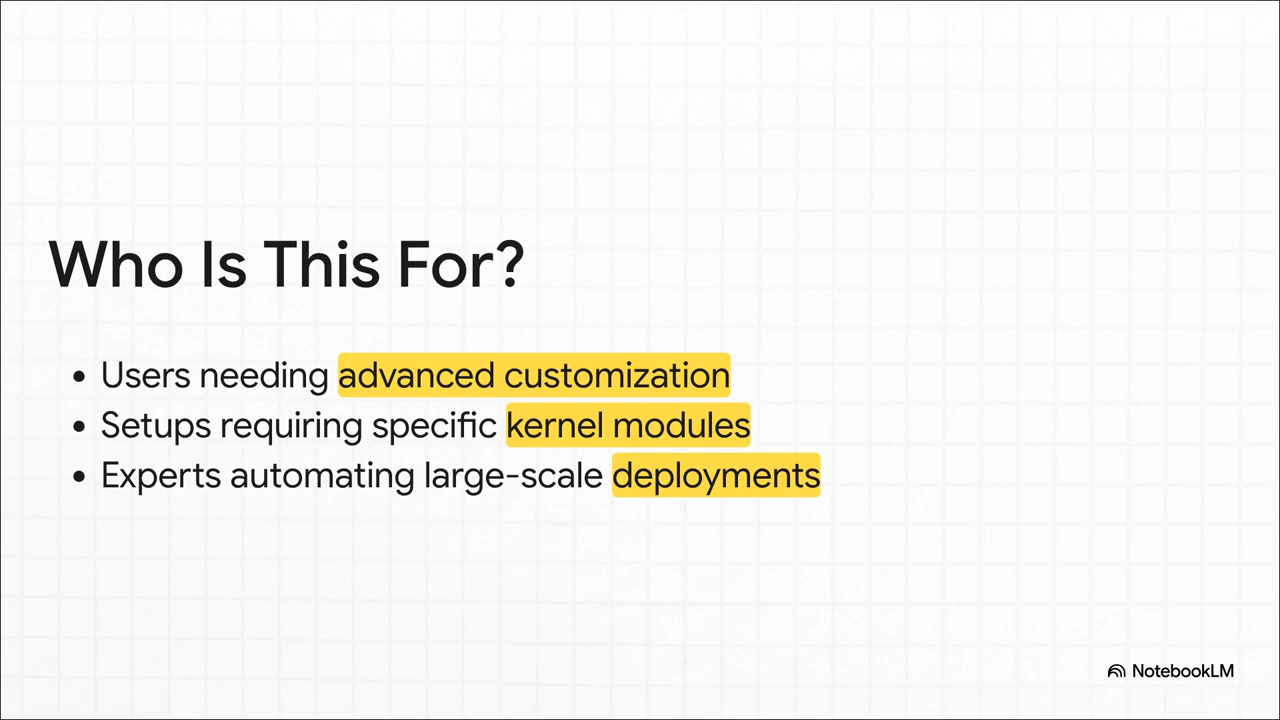 Who Is This For?
• Users needing advanced customization
• Setups requiring specific kernel modules
• Experts automating large-scale deployments
NotebookLM